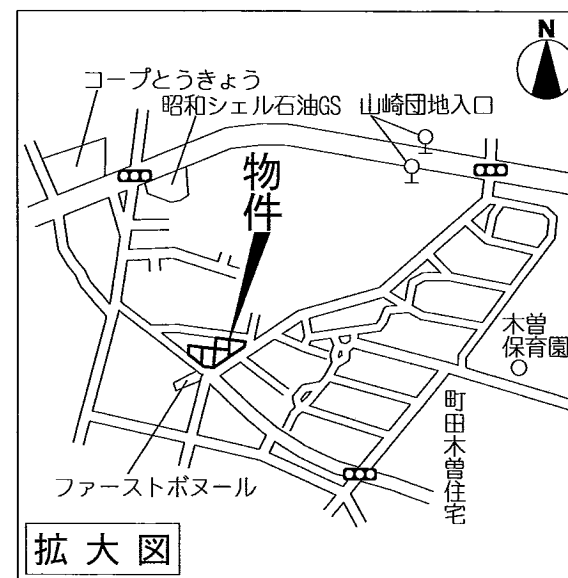 N
コープとうきょう
昭和シェル石油GS
山崎団地入口
物件
木曽
保育園
町田木曽住宅
ファーストボヌール
拡大図